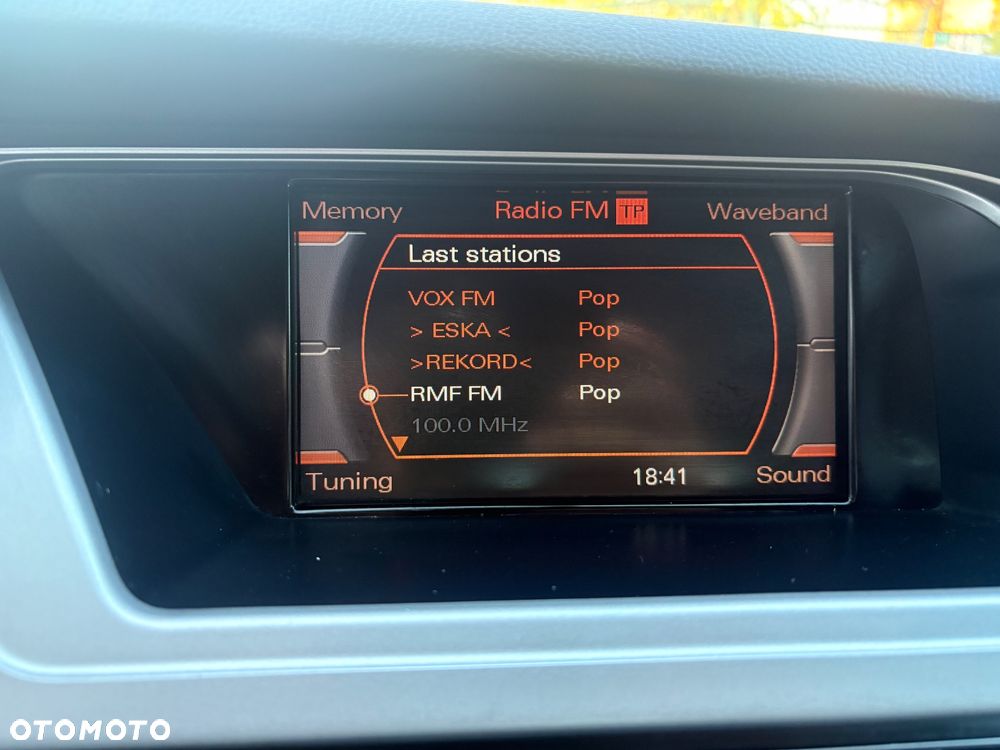 Memory Radio FM TP Waveband
Last stations
VOX FM Pop
> ESKA < Pop
>REKORD< Pop
RMF FM Pop
100.0 MHz
Tuning 18:41 Sound
OTOMOTO